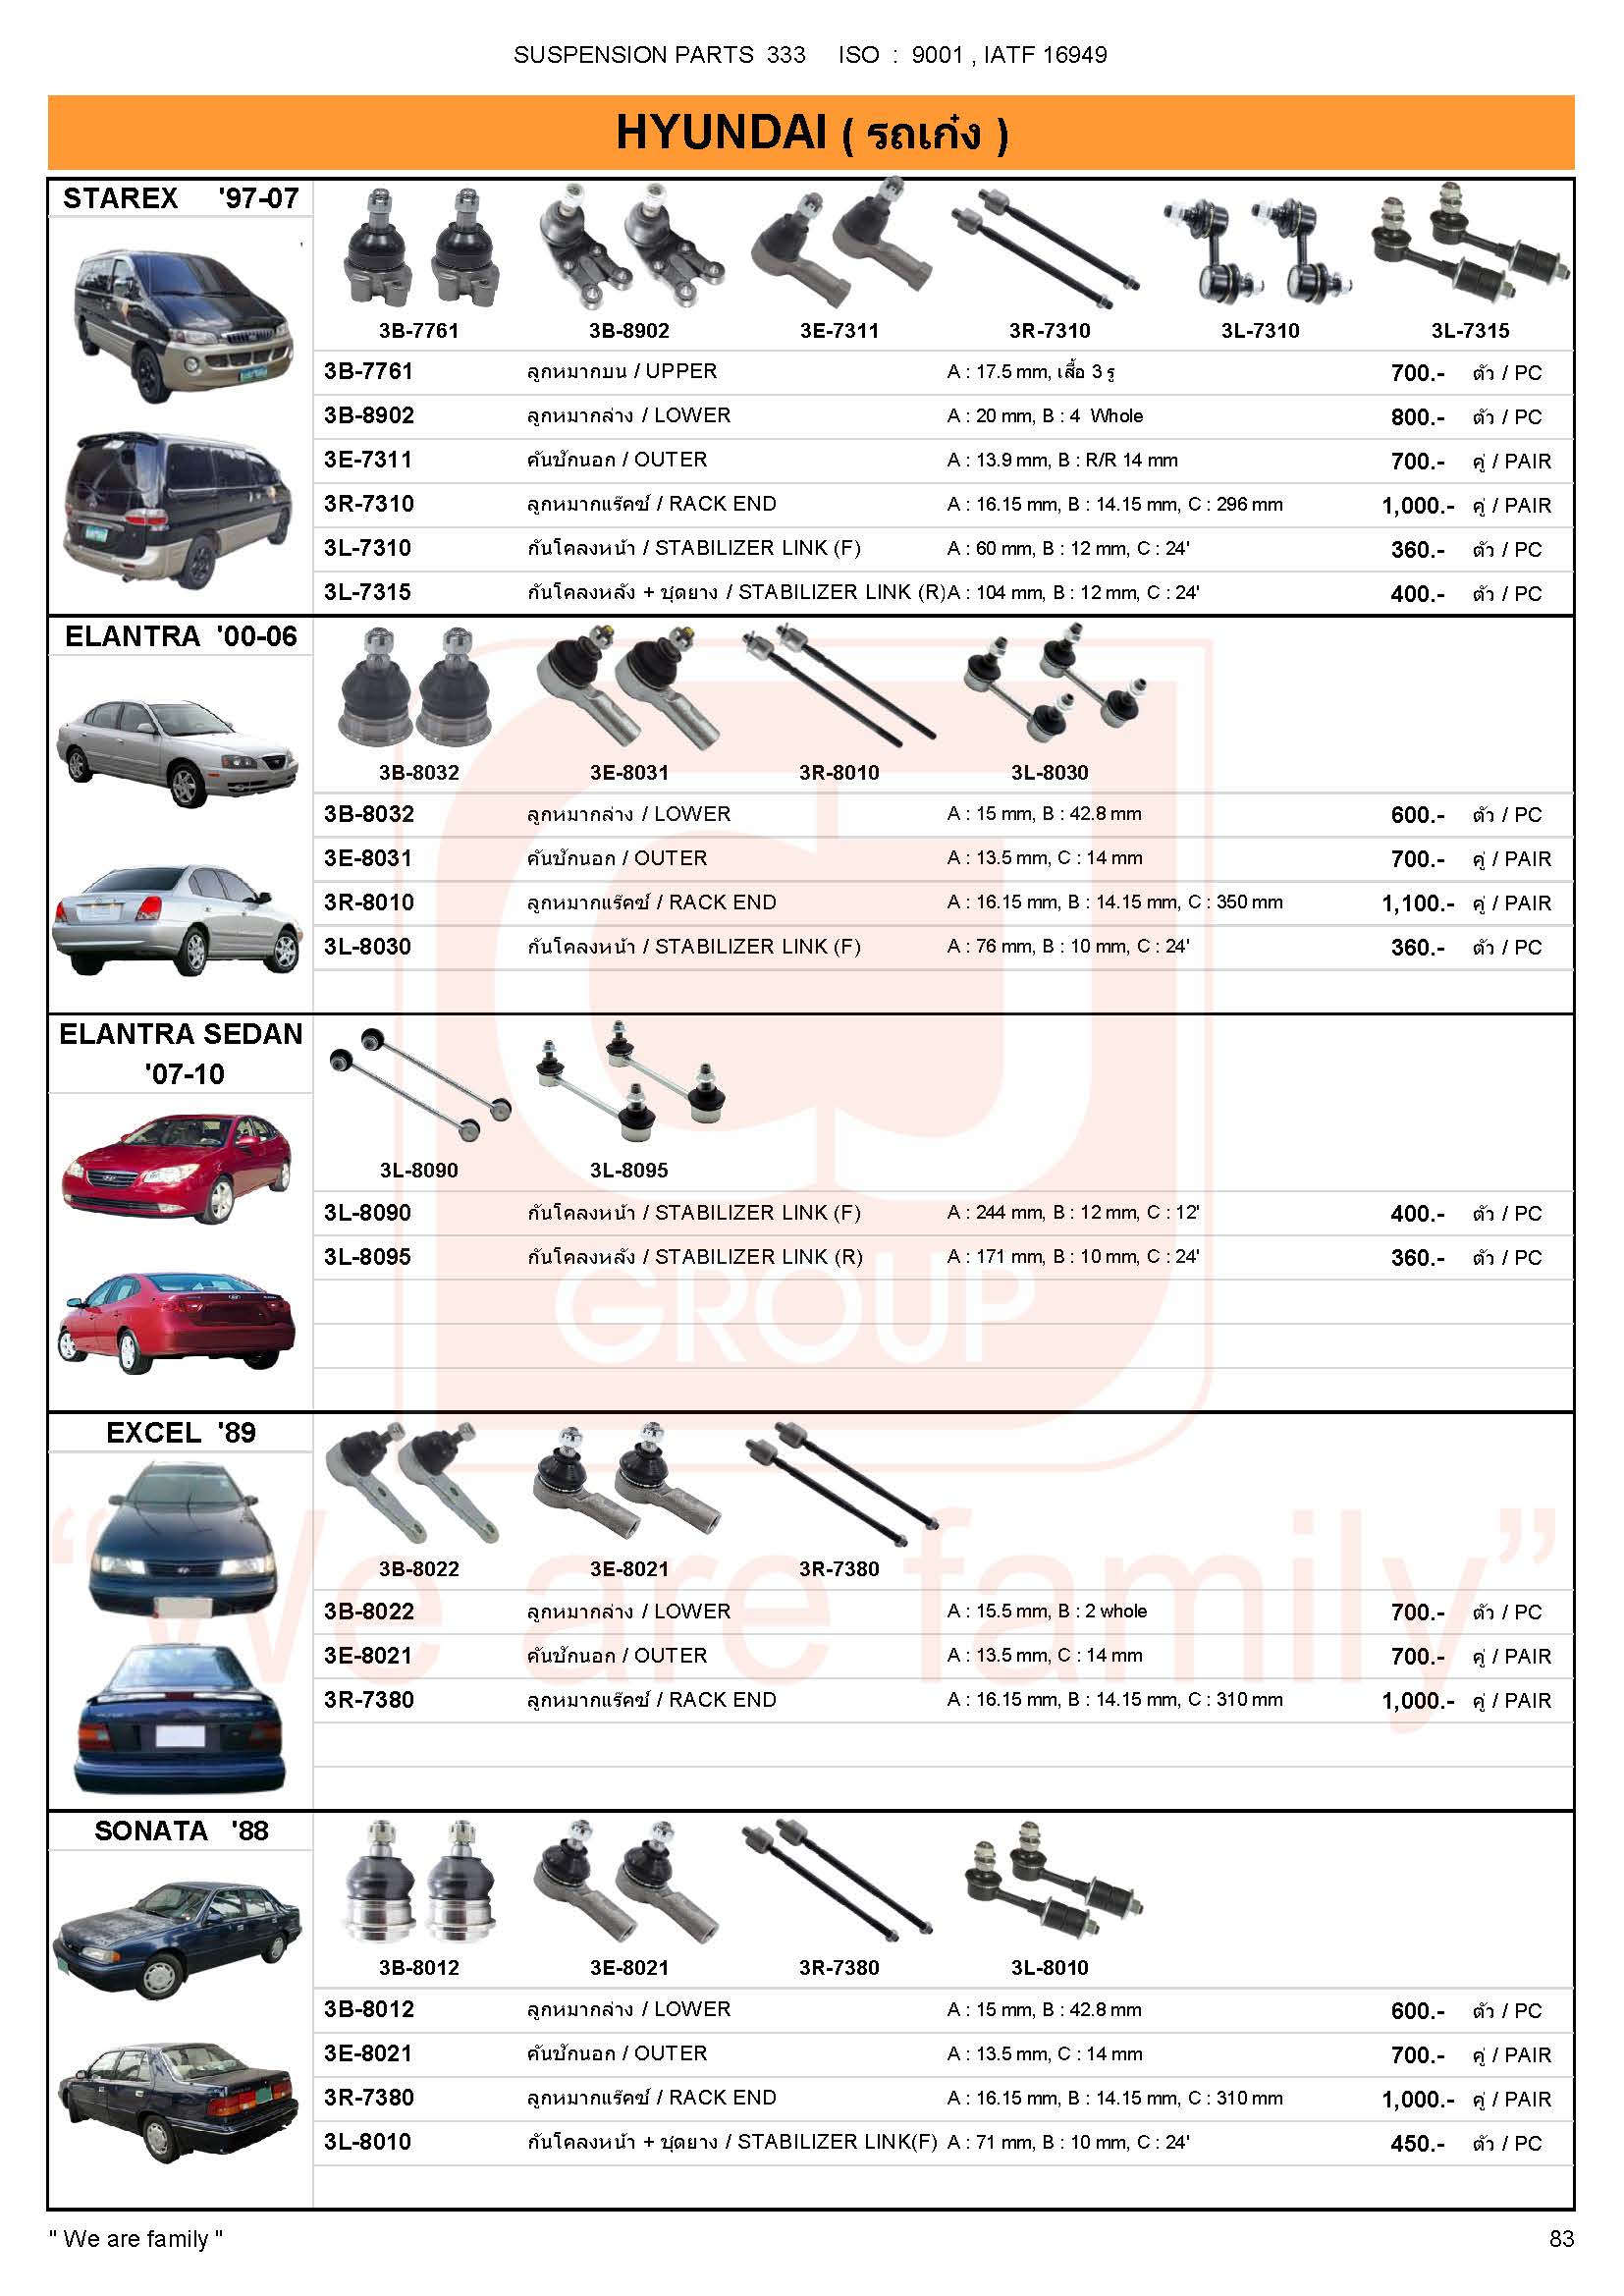 SUSPENSION PARTS 333 ISO : 9001 , IATF 16949
HYUNDAI ( รถเก๋ง )
STAREX '97-07
3B-7761 3B-8902 3E-7311 3R-7310 3L-7310 3L-7315
3B-7761 ลูกหมากบน / UPPER A : 17.5 mm, เสื้อ 3 รู 700.- ตัว / PC
3B-8902 ลูกหมากล่าง / LOWER A : 20 mm, B : 4 Whole 800.- ตัว / PC
3E-7311 คันชักนอก / OUTER A : 13.9 mm, B : R/R 14 mm 700.- คู่ / PAIR
3R-7310 ลูกหมากแร๊คซ์ / RACK END A : 16.15 mm, B : 14.15 mm, C : 296 mm 1,000.- คู่ / PAIR
3L-7310 กันโคลงหน้า / STABILIZER LINK (F) A : 60 mm, B : 12 mm, C : 24' 360.- ตัว / PC
3L-7315 กันโคลงหลัง + ชุดยาง / STABILIZER LINK (R) A : 104 mm, B : 12 mm, C : 24' 400.- ตัว / PC
ELANTRA '00-06
3B-8032 3E-8031 3R-8010 3L-8030
3B-8032 ลูกหมากล่าง / LOWER A : 15 mm, B : 42.8 mm 600.- ตัว / PC
3E-8031 คันชักนอก / OUTER A : 13.5 mm, C : 14 mm 700.- คู่ / PAIR
3R-8010 ลูกหมากแร๊คซ์ / RACK END A : 16.15 mm, B : 14.15 mm, C : 350 mm 1,100.- คู่ / PAIR
3L-8030 กันโคลงหน้า / STABILIZER LINK (F) A : 76 mm, B : 10 mm, C : 24' 360.- ตัว / PC
ELANTRA SEDAN
'07-10
3L-8090 3L-8095
3L-8090 กันโคลงหน้า / STABILIZER LINK (F) A : 244 mm, B : 12 mm, C : 12' 400.- ตัว / PC
3L-8095 กันโคลงหลัง / STABILIZER LINK (R) A : 171 mm, B : 10 mm, C : 24' 360.- ตัว / PC
CJ
GROUP
EXCEL '89
3B-8022 3E-8021 3R-7380
3B-8022 ลูกหมากล่าง / LOWER A : 15.5 mm, B : 2 whole 700.- ตัว / PC
3E-8021 คันชักนอก / OUTER A : 13.5 mm, C : 14 mm 700.- คู่ / PAIR
3R-7380 ลูกหมากแร๊คซ์ / RACK END A : 16.15 mm, B : 14.15 mm, C : 310 mm 1,000.- คู่ / PAIR
“We are family”
SONATA '88
3B-8012 3E-8021 3R-7380 3L-8010
3B-8012 ลูกหมากล่าง / LOWER A : 15 mm, B : 42.8 mm 600.- ตัว / PC
3E-8021 คันชักนอก / OUTER A : 13.5 mm, C : 14 mm 700.- คู่ / PAIR
3R-7380 ลูกหมากแร๊คซ์ / RACK END A : 16.15 mm, B : 14.15 mm, C : 310 mm 1,000.- คู่ / PAIR
3L-8010 กันโคลงหน้า + ชุดยาง / STABILIZER LINK(F) A : 71 mm, B : 10 mm, C : 24' 450.- ตัว / PC
" We are family " 83